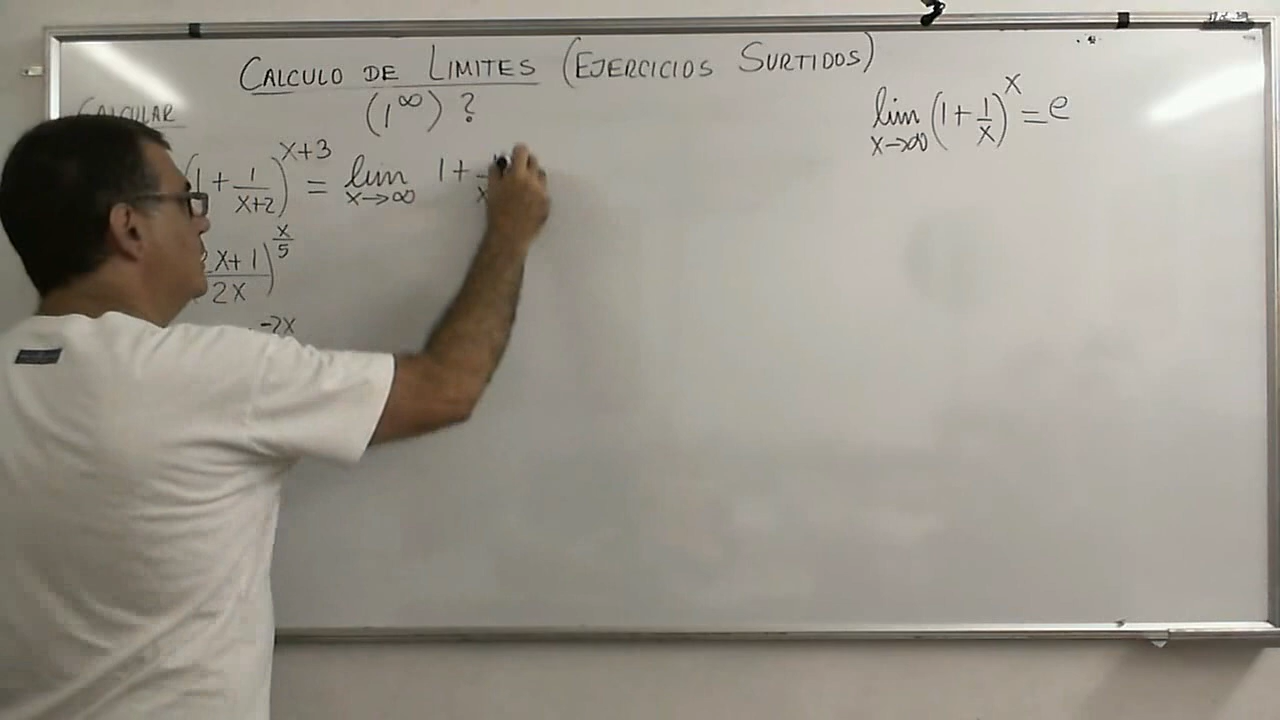 CALCULO DE LIMITES (EJERCICIOS SURTIDOS)
(1^∞) ?
CALCULAR
lim x→∞ (1 + 1/x)^x = e
(1 + 1/(x+2))^(x+3) = lim x→∞ 1 + 
2x+1)/2x)^(x/5)
-2x